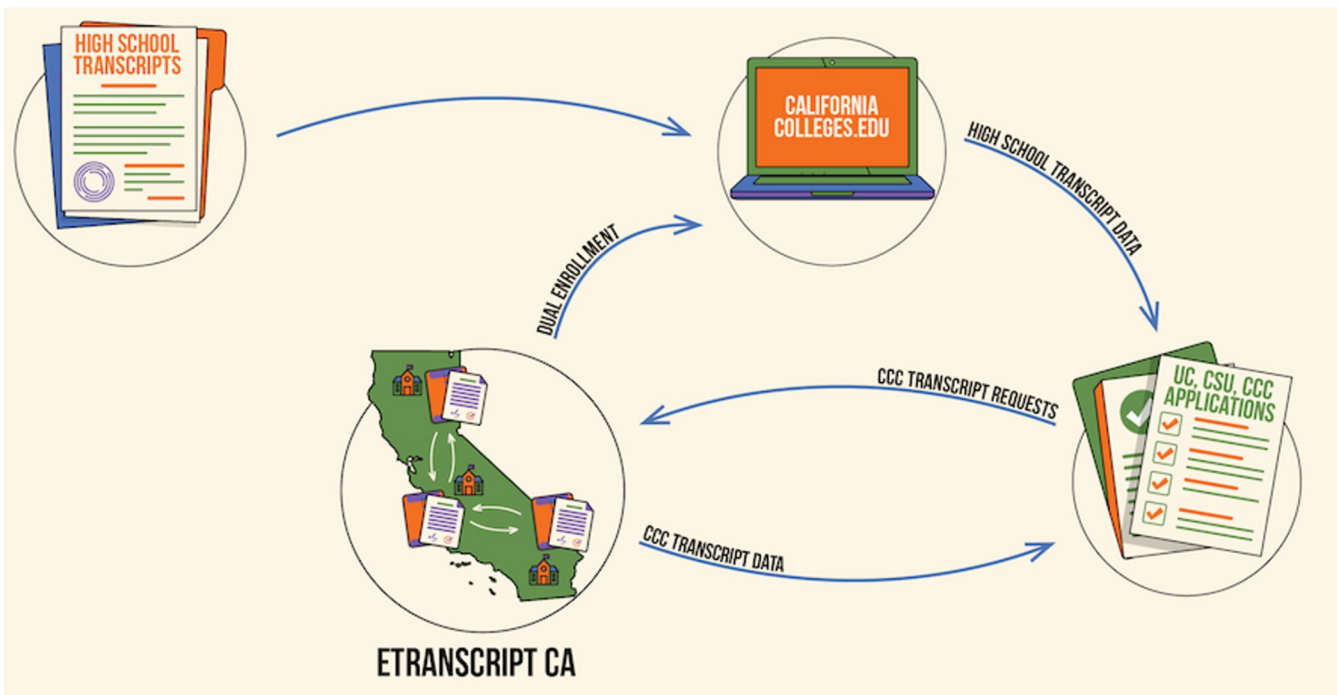 HIGH SCHOOL
TRANSCRIPTS
CALIFORNIA
COLLEGES.EDU
HIGH SCHOOL TRANSCRIPT DATA
DUAL ENROLLMENT
CCC TRANSCRIPT REQUESTS
UC, CSU, CCC
APPLICATIONS
CCC TRANSCRIPT DATA
ETRANSCRIPT CA